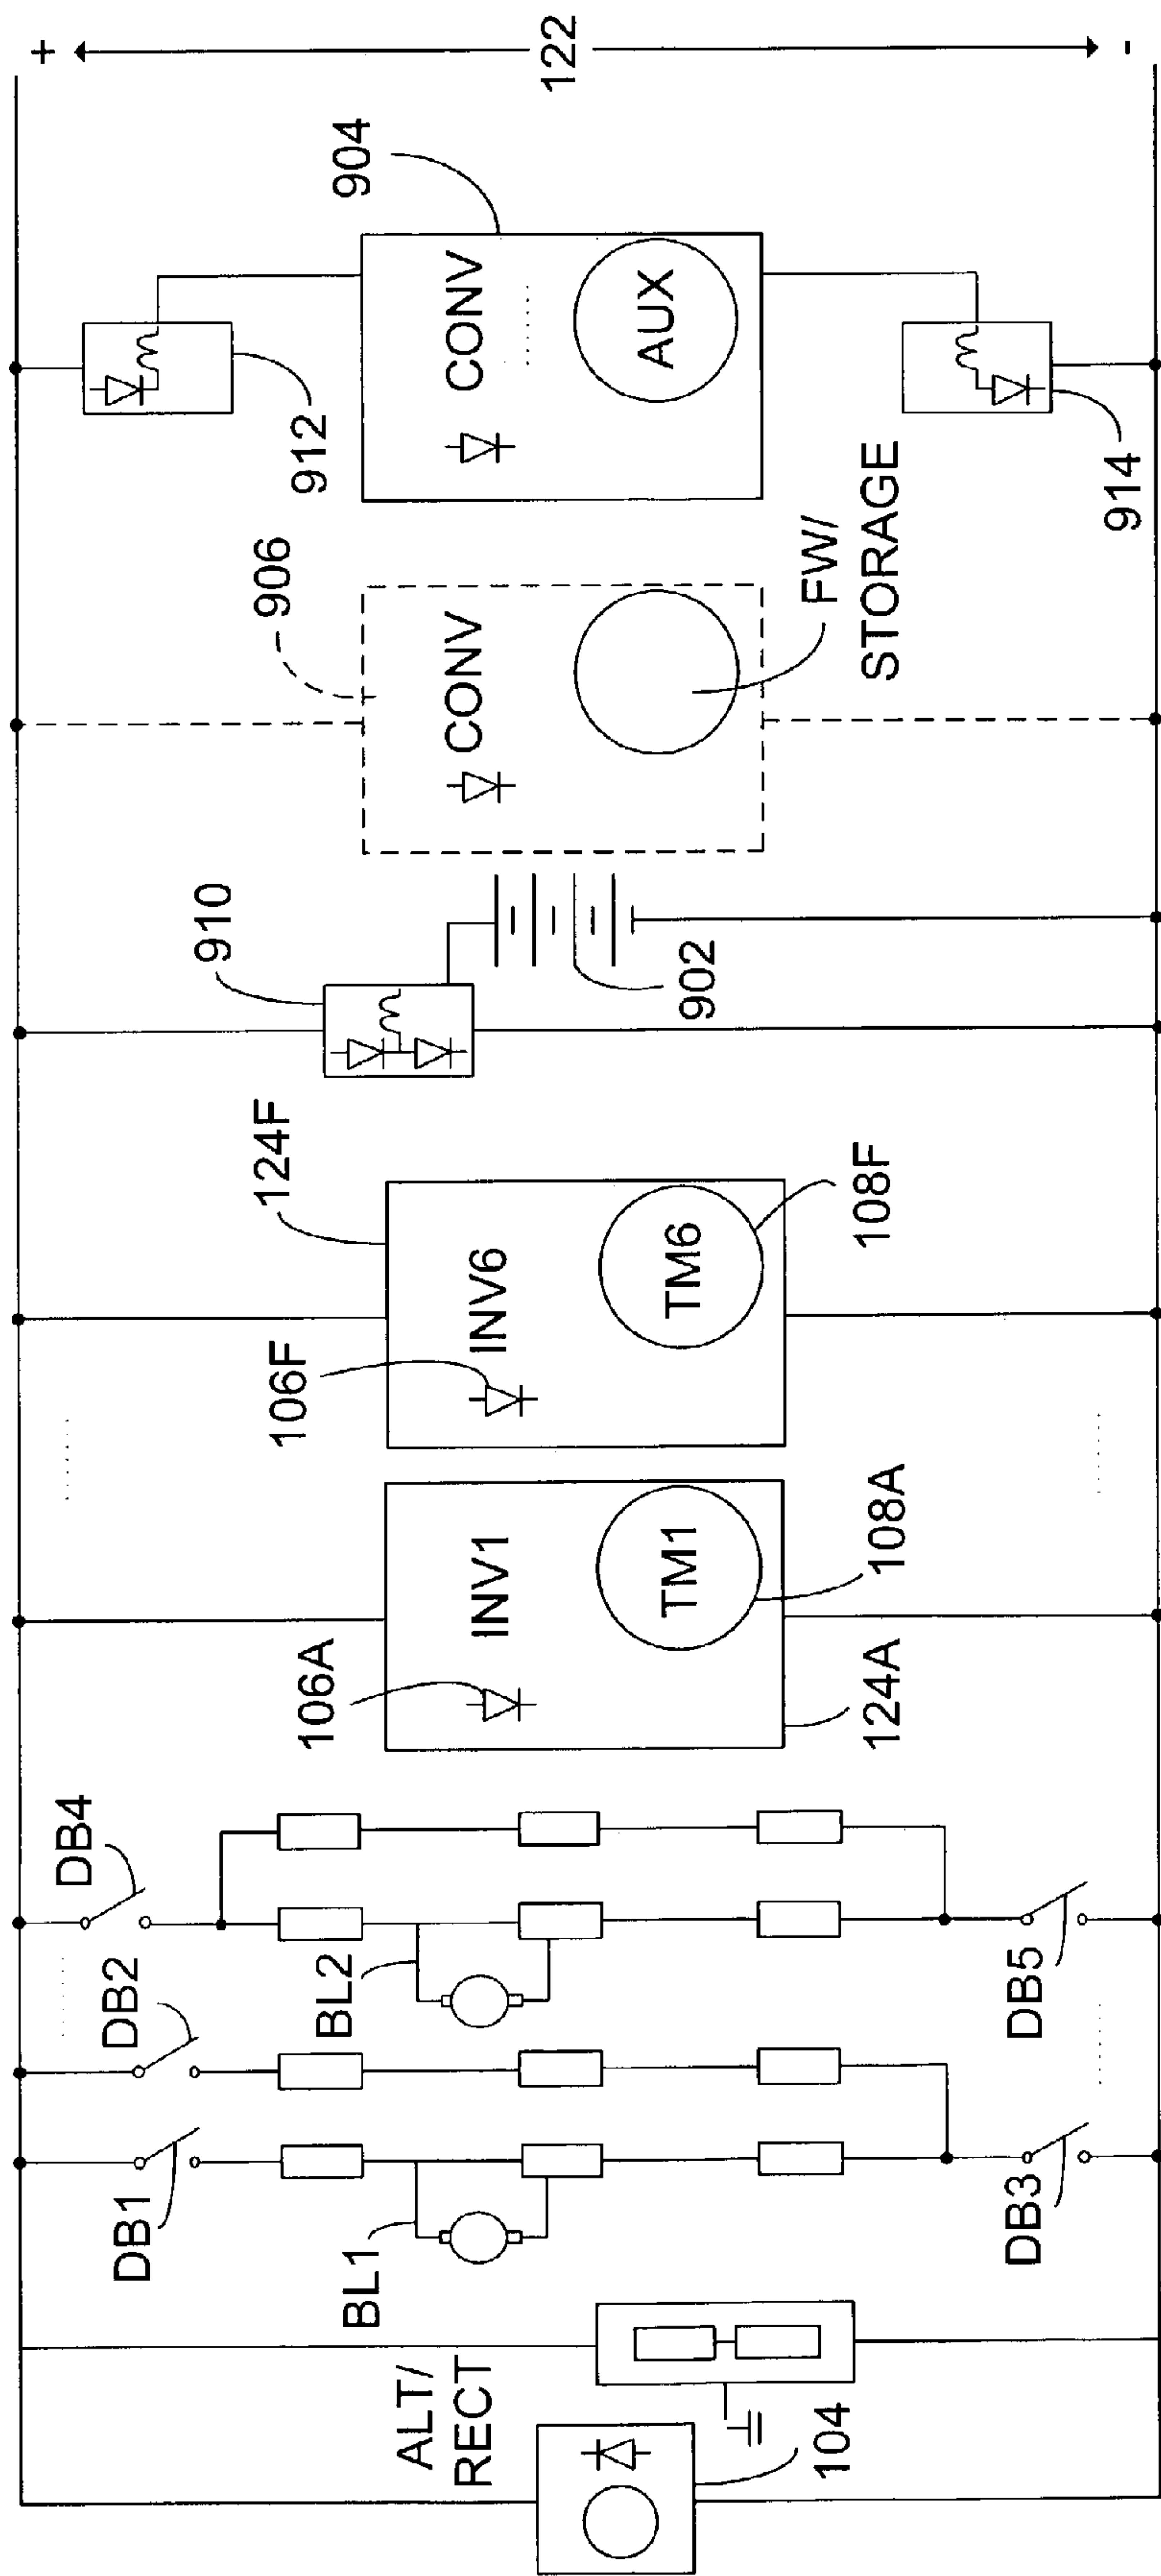 ALT/
RECT
104
BL1
DB1
DB2
DB3
BL2
DB4
DB5
106A
INV1
TM1
108A
124A
106F
INV6
TM6
108F
124F
910
902
906
CONV
FW/
STORAGE
912
CONV
AUX
904
914
+
122
-